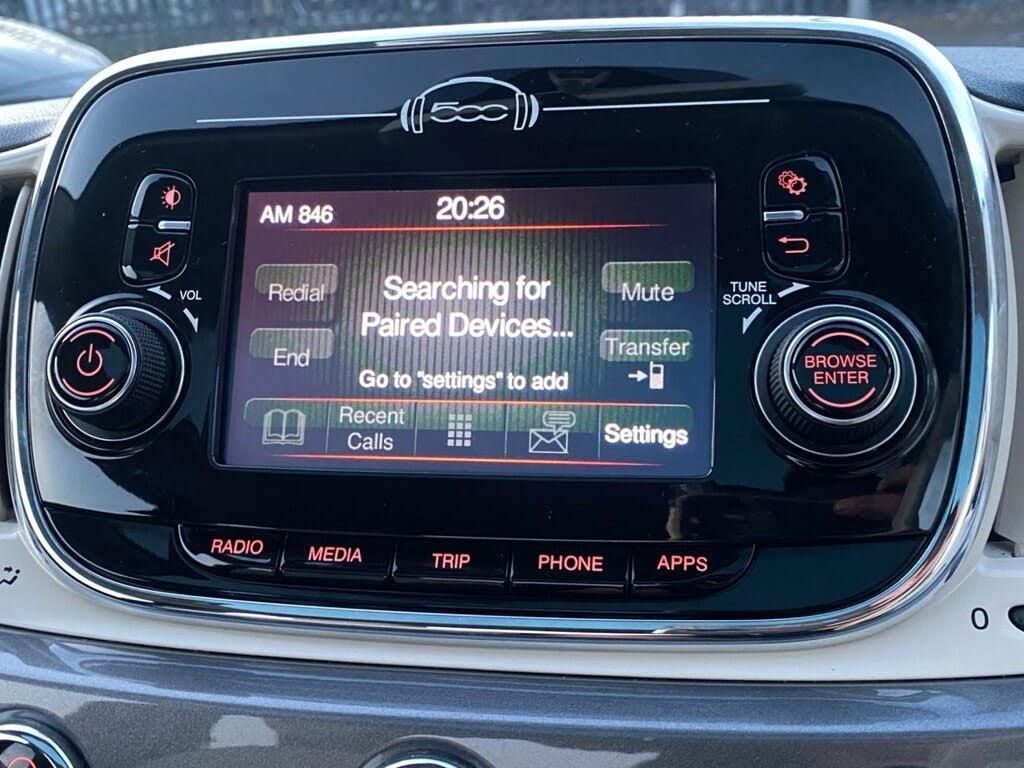 500
AM 846
20:26
VOL
TUNE
SCROLL
Redial
Searching for
Paired Devices...
Mute
End
Transfer
BROWSE
ENTER
Go to "settings" to add
Recent
Calls
Settings
RADIO
MEDIA
TRIP
PHONE
APPS
0